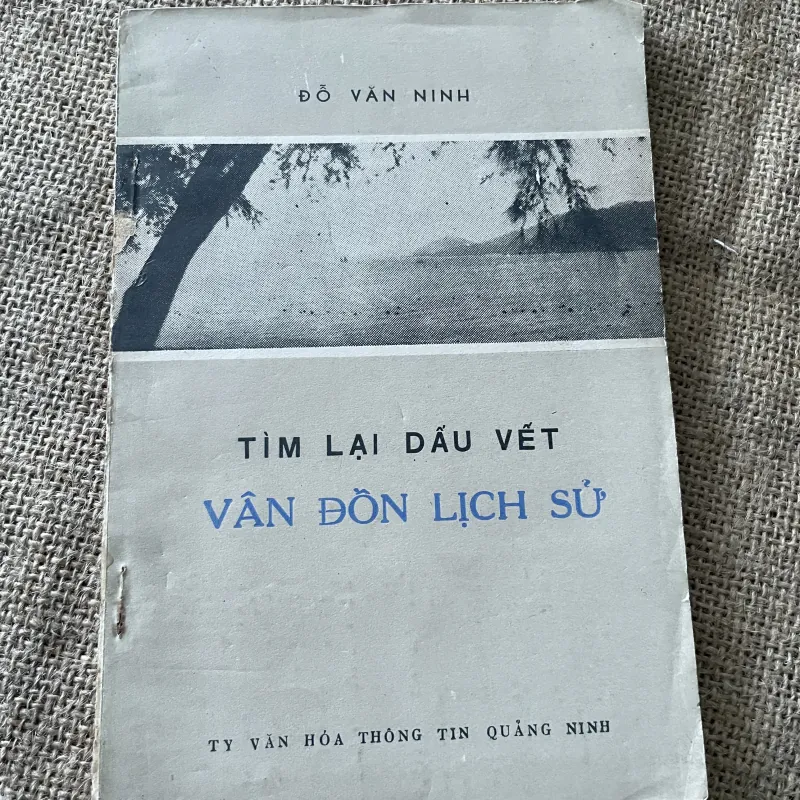 ĐỖ VĂN NINH
TÌM LẠI DẤU VẾT
VÂN ĐỒN LỊCH SỬ
TY VĂN HÓA THÔNG TIN QUẢNG NINH